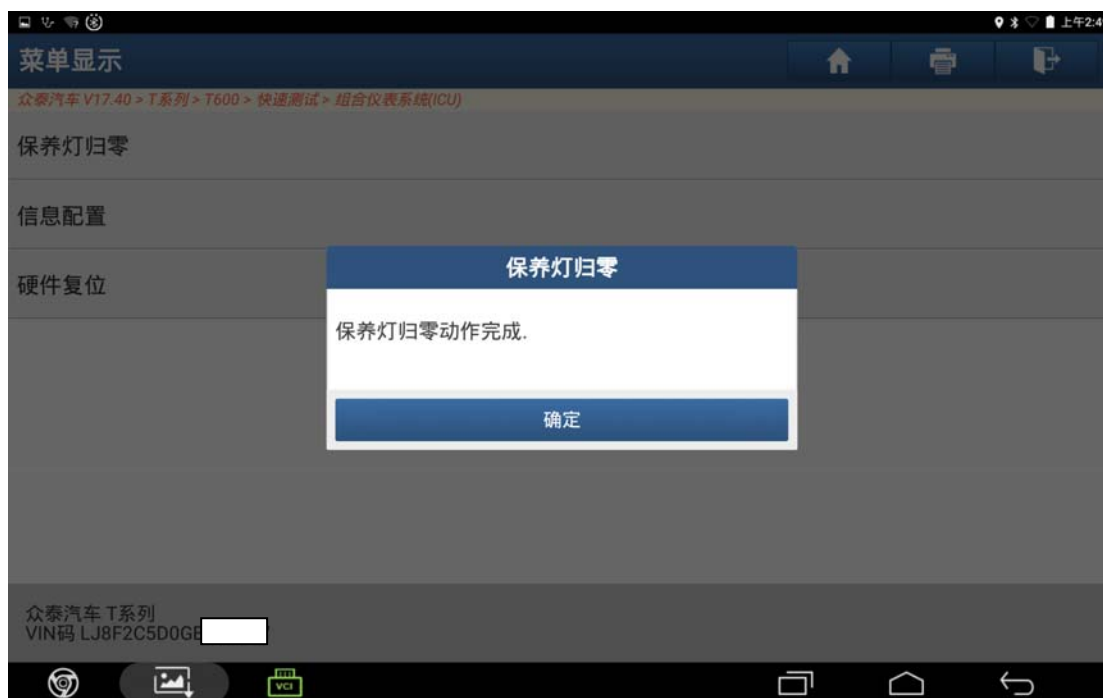 上午2:4
菜单显示
众泰汽车 V17.40 > T系列 > T600 > 快速测试 > 组合仪表系统(ICU)
保养灯归零
信息配置
硬件复位
保养灯归零
保养灯归零动作完成.
确定
众泰汽车 T系列
VIN码 LJ8F2C5D0G
VCI